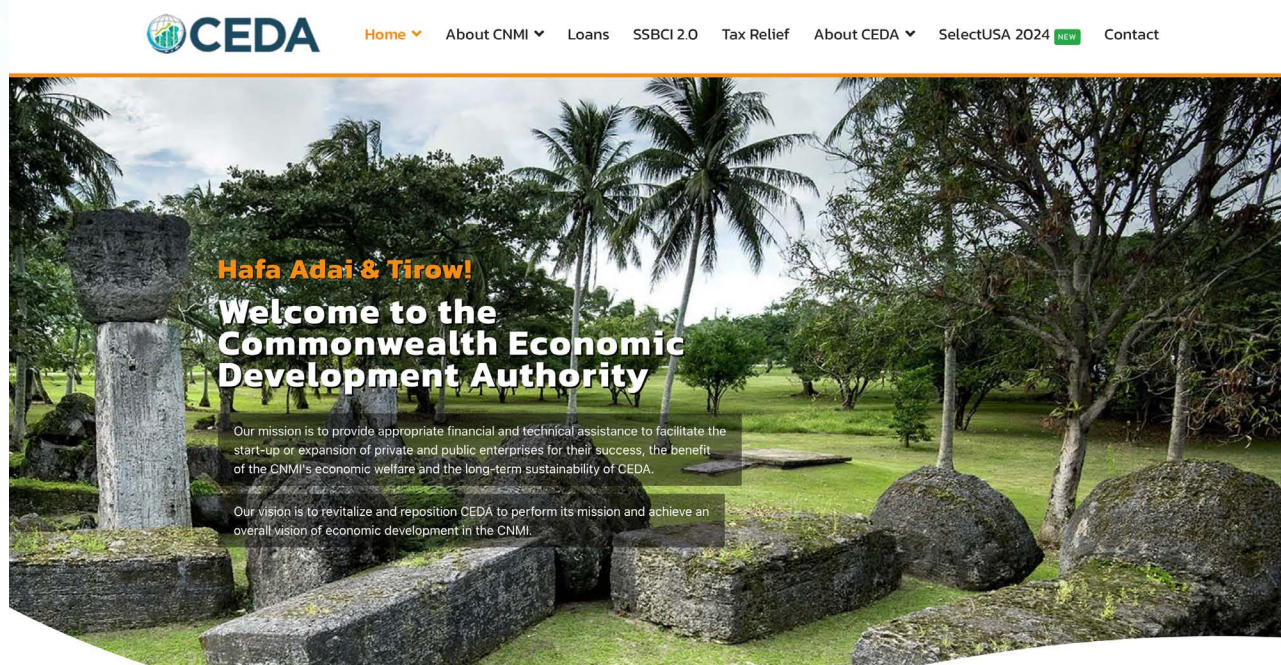 CEDA
Home About CNMI Loans SSBCI 2.0 Tax Relief About CEDA SelectUSA 2024 NEW Contact
Hafa Adai & Tirow!
Welcome to the
Commonwealth Economic
Development Authority
Our mission is to provide appropriate financial and technical assistance to facilitate the
start-up or expansion of private and public enterprises for their success, the benefit
of the CNMI's economic welfare and the long-term sustainability of CEDA.
Our vision is to revitalize and reposition CEDA to perform its mission and achieve an
overall vision of economic development in the CNMI.